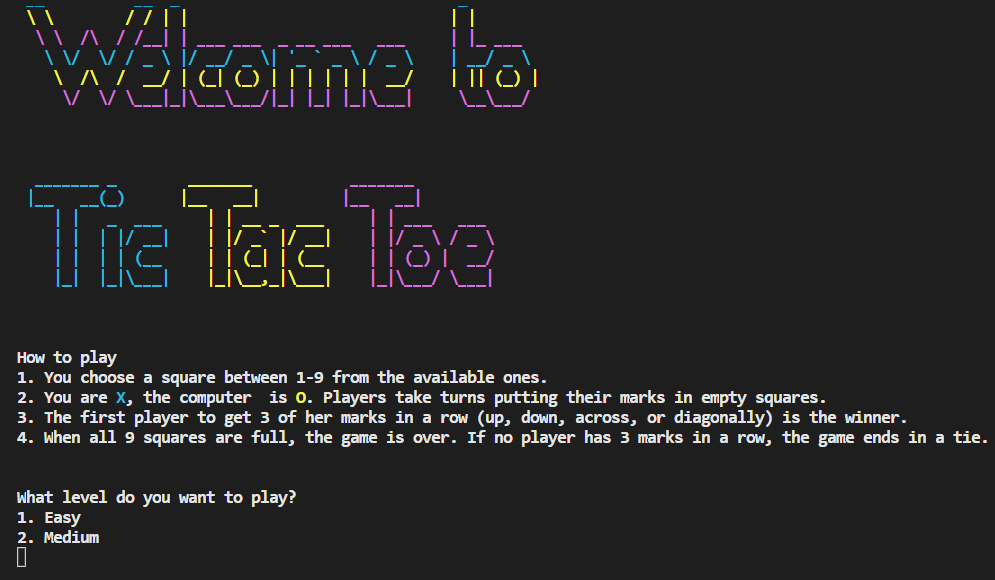 Welcome to
Tic Tac Toe
How to play
1. You choose a square between 1-9 from the available ones.
2. You are X, the computer  is O. Players take turns putting their marks in empty squares.
3. The first player to get 3 of her marks in a row (up, down, across, or diagonally) is the winner.
4. When all 9 squares are full, the game is over. If no player has 3 marks in a row, the game ends in a tie.
What level do you want to play?
1. Easy
2. Medium